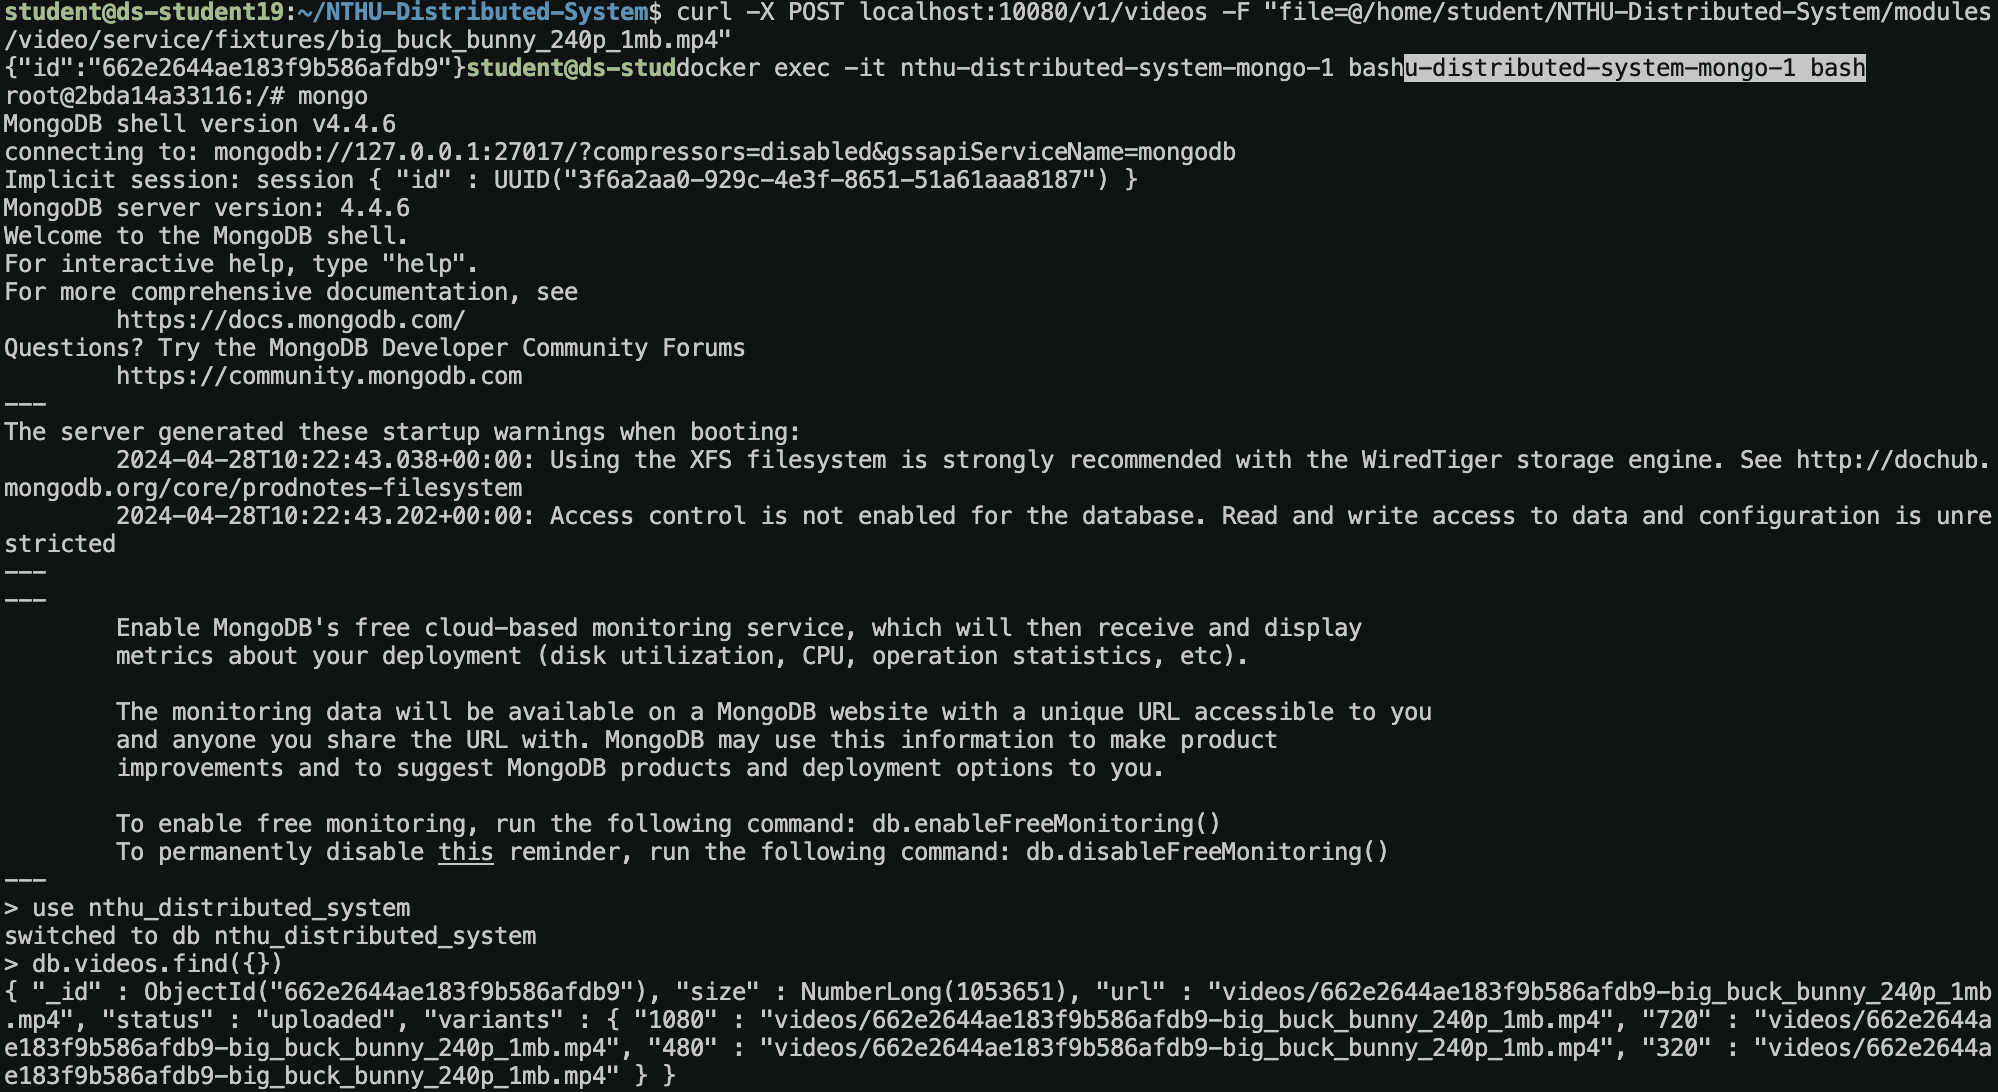 student@ds-student19:~/NTHU-Distributed-System$ curl -X POST localhost:10080/v1/videos -F "file=@/home/student/NTHU-Distributed-System/modules
/video/service/fixtures/big_buck_bunny_240p_1mb.mp4"
{"id":"662e2644ae183f9b586afdb9"}student@ds-studdocker exec -it nthu-distributed-system-mongo-1 bashu-distributed-system-mongo-1 bash
root@2bda14a33116:/# mongo
MongoDB shell version v4.4.6
connecting to: mongodb://127.0.0.1:27017/?compressors=disabled&gssapiServiceName=mongodb
Implicit session: session { "id" : UUID("3f6a2aa0-929c-4e3f-8651-51a61aaa8187") }
MongoDB server version: 4.4.6
Welcome to the MongoDB shell.
For interactive help, type "help".
For more comprehensive documentation, see
        https://docs.mongodb.com/
Questions? Try the MongoDB Developer Community Forums
        https://community.mongodb.com
---
The server generated these startup warnings when booting:
        2024-04-28T10:22:43.038+00:00: Using the XFS filesystem is strongly recommended with the WiredTiger storage engine. See http://dochub.
mongodb.org/core/prodnotes-filesystem
        2024-04-28T10:22:43.202+00:00: Access control is not enabled for the database. Read and write access to data and configuration is unre
stricted
---
---
        Enable MongoDB's free cloud-based monitoring service, which will then receive and display
        metrics about your deployment (disk utilization, CPU, operation statistics, etc).

        The monitoring data will be available on a MongoDB website with a unique URL accessible to you
        and anyone you share the URL with. MongoDB may use this information to make product
        improvements and to suggest MongoDB products and deployment options to you.

        To enable free monitoring, run the following command: db.enableFreeMonitoring()
        To permanently disable this reminder, run the following command: db.disableFreeMonitoring()
---
> use nthu_distributed_system
switched to db nthu_distributed_system
> db.videos.find({})
{ "_id" : ObjectId("662e2644ae183f9b586afdb9"), "size" : NumberLong(1053651), "url" : "videos/662e2644ae183f9b586afdb9-big_buck_bunny_240p_1mb
.mp4", "status" : "uploaded", "variants" : { "1080" : "videos/662e2644ae183f9b586afdb9-big_buck_bunny_240p_1mb.mp4", "720" : "videos/662e2644a
e183f9b586afdb9-big_buck_bunny_240p_1mb.mp4", "480" : "videos/662e2644ae183f9b586afdb9-big_buck_bunny_240p_1mb.mp4", "320" : "videos/662e2644a
e183f9b586afdb9-big_buck_bunny_240p_1mb.mp4" } }